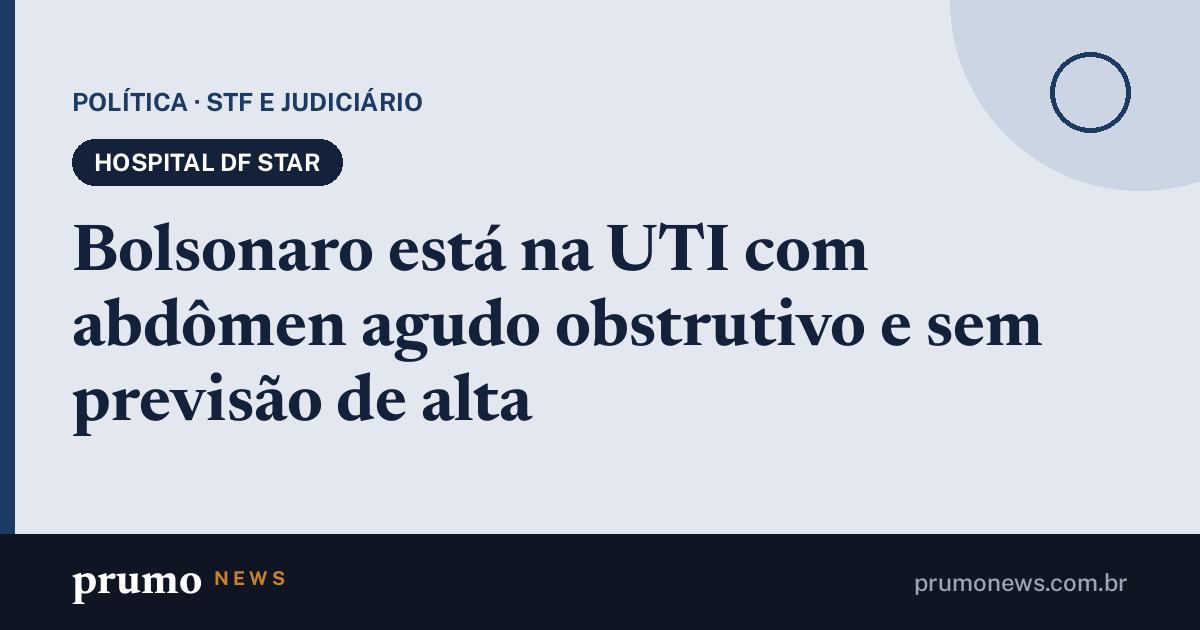 POLÍTICA · STF E JUDICIÁRIO
HOSPITAL DF STAR
Bolsonaro está na UTI com
abdômen agudo obstrutivo e sem
previsão de alta
prumo NEWS
prumonews.com.br